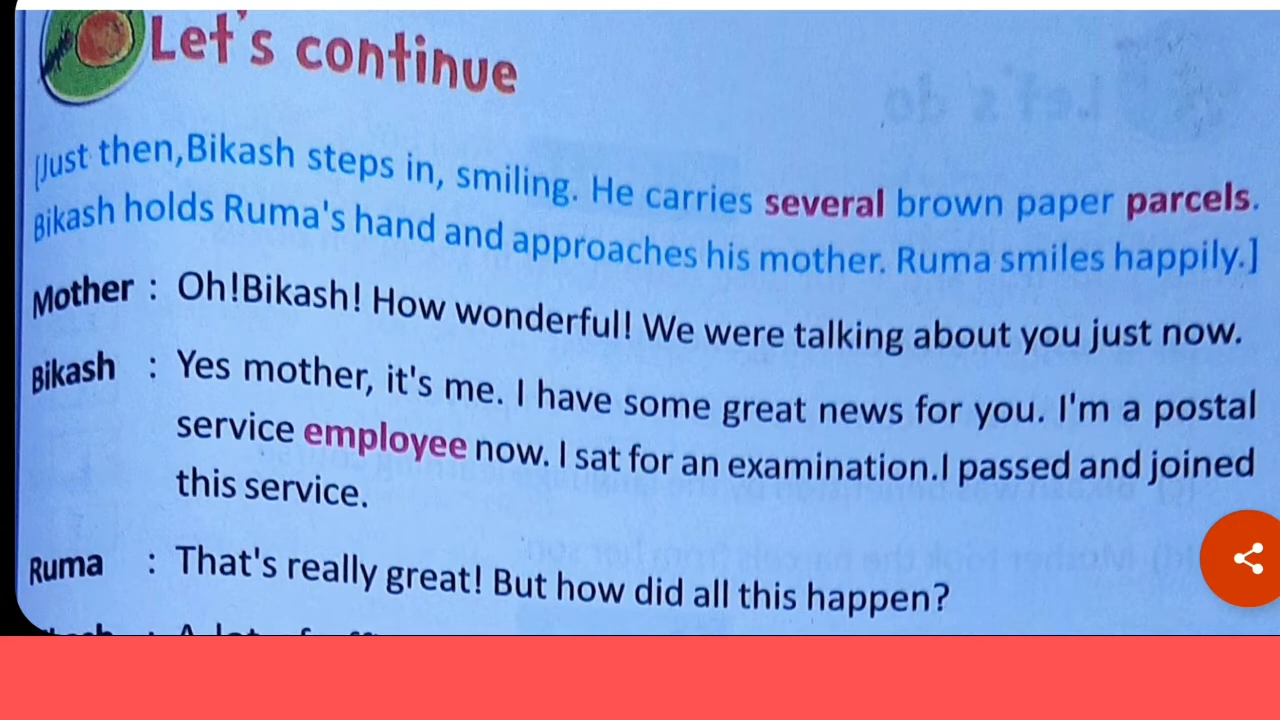 Let's continue
[Just then,Bikash steps in, smiling. He carries several brown paper parcels.
Bikash holds Ruma's hand and approaches his mother. Ruma smiles happily.]
Mother : Oh!Bikash! How wonderful! We were talking about you just now.
Bikash : Yes mother, it's me. I have some great news for you. I'm a postal
service employee now. I sat for an examination.I passed and joined
this service.
Ruma : That's really great! But how did all this happen?